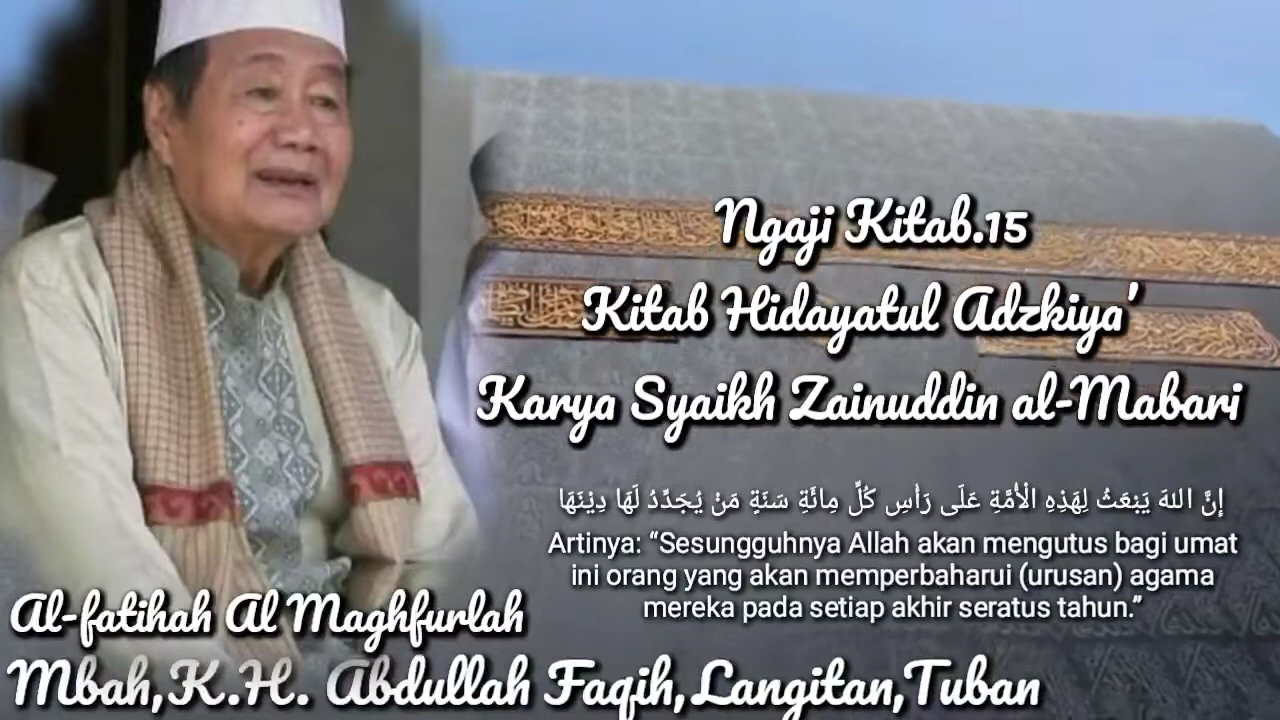 Ngaji Kitab.15
Kitab Hidayatul Adzkiya'
Karya Syaikh Zainuddin al-Mabari
إِنَّ اللهَ يَبْعَثُ لِهَذِهِ الْأُمَّةِ عَلَى رَأْسِ كُلِّ مِائَةِ سَنَةٍ مَنْ يُجَدِّدُ لَهَا دِيْنَهَا
Artinya: “Sesungguhnya Allah akan mengutus bagi umat
ini orang yang akan memperbaharui (urusan) agama
mereka pada setiap akhir seratus tahun.”
Al-fatihah Al Maghfurlah
Mbah,K.H. Abdullah Faqih,Langitan,Tuban